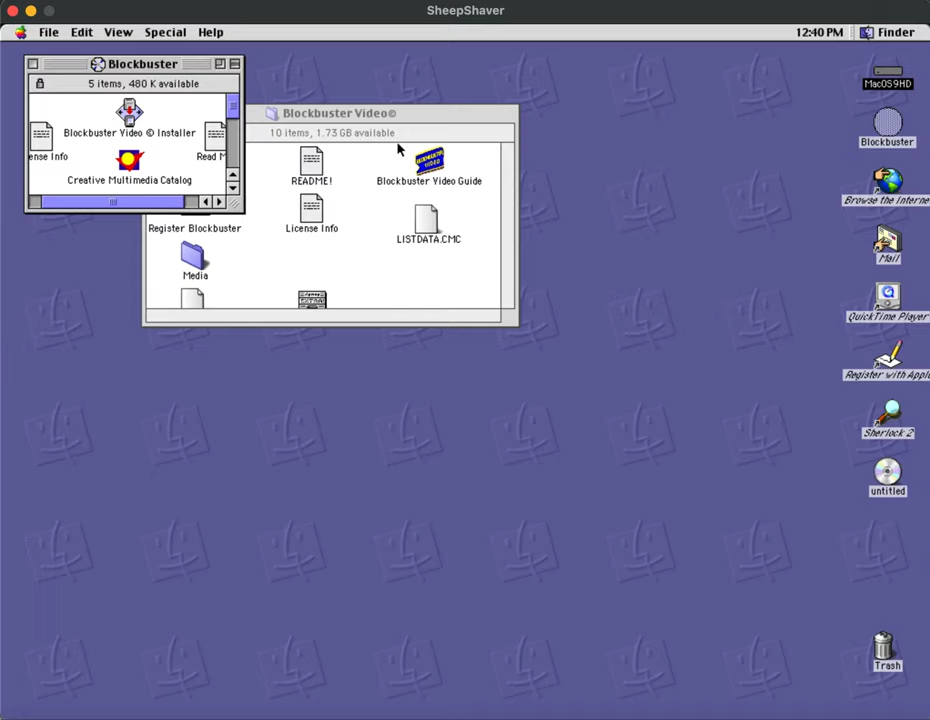 SheepShaver
File Edit View Special Help
12:40 PM
Finder
Blockbuster
5 items, 480 K available
Blockbuster Video © Installer
ense Info
Read M
Creative Multimedia Catalog
Blockbuster Video©
10 items, 1.73 GB available
README!
Blockbuster Video Guide
Register Blockbuster
License Info
LISTDATA.CMC
Media
MacOS9HD
Blockbuster
Browse the Interne
Mail
QuickTime Player
Register with Appl
Sherlock 2
untitled
Trash